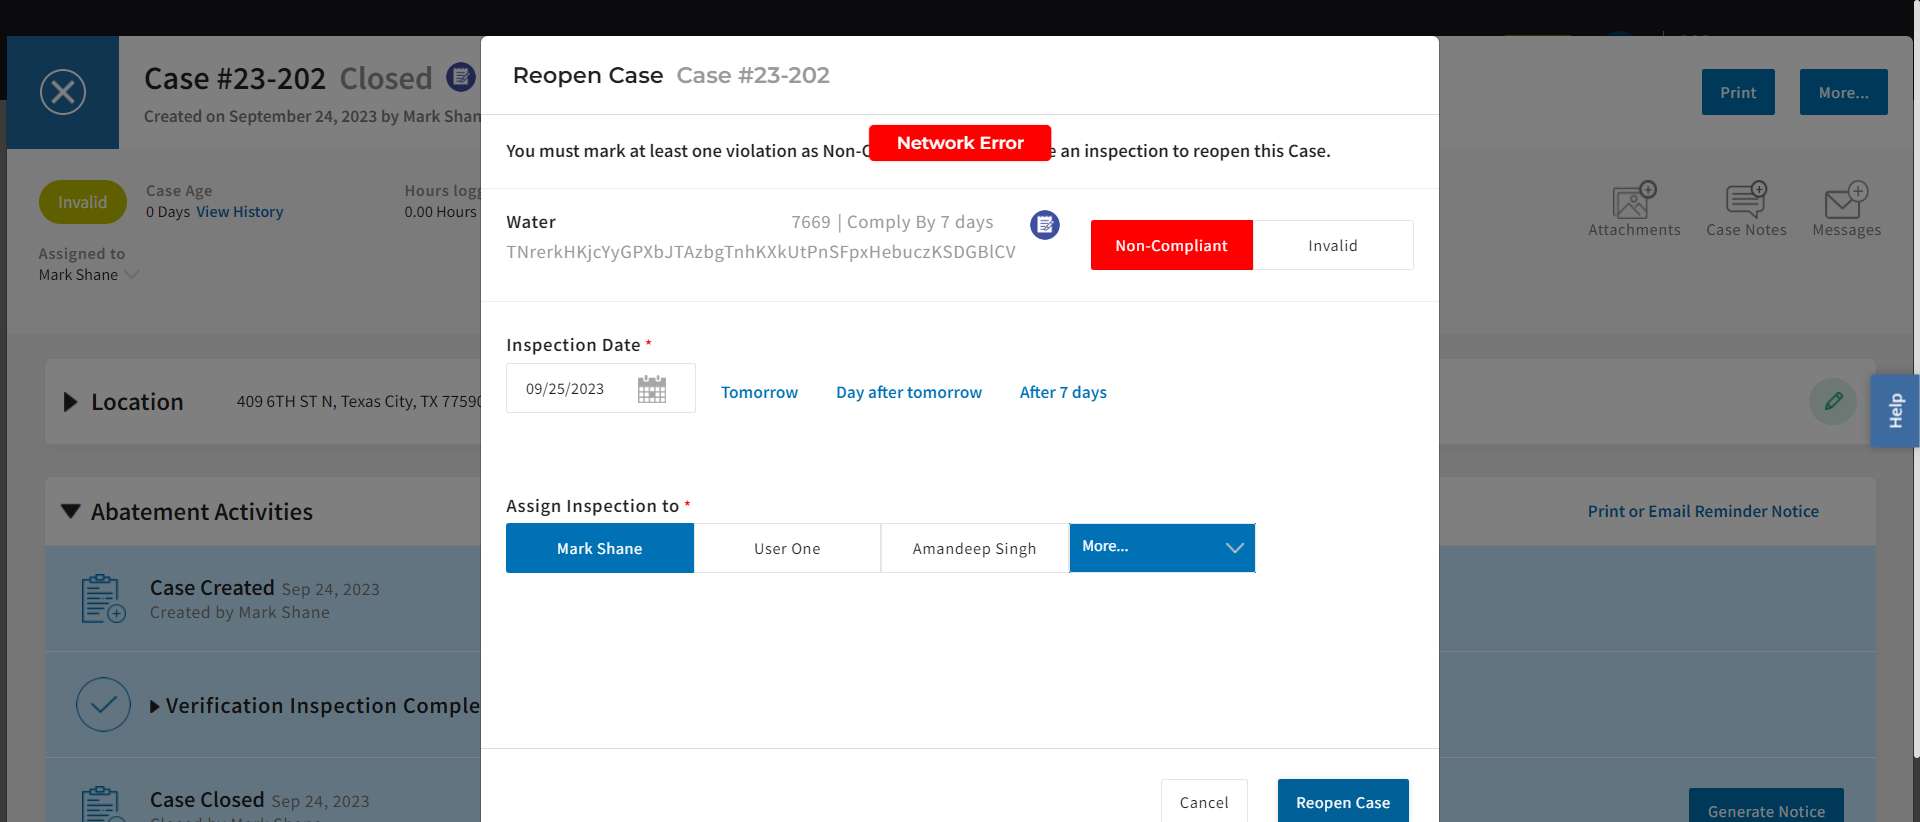 Case #23-202 Closed
Created on September 24, 2023 by Mark Shan
Print
More...
Invalid
Case Age
0 Days View History
Hours logg
0.00 Hours
Assigned to
Mark Shane
Attachments
Case Notes
Messages
Location
409 6TH ST N, Texas City, TX 77590
Abatement Activities
Print or Email Reminder Notice
Case Created Sep 24, 2023
Created by Mark Shane
Verification Inspection Comple
Case Closed Sep 24, 2023
Closed by Mark Shane
Generate Notice
Help
Reopen Case Case #23-202
Network Error
You must mark at least one violation as Non-C
e an inspection to reopen this Case.
Water
7669 | Comply By 7 days
TNrerkHKjcYyGPXbJTAzbgTnhKXkUtPnSFpxHebuczKSDGBlCV
Non-Compliant
Invalid
Inspection Date *
09/25/2023
Tomorrow
Day after tomorrow
After 7 days
Assign Inspection to *
Mark Shane
User One
Amandeep Singh
More...
Cancel
Reopen Case